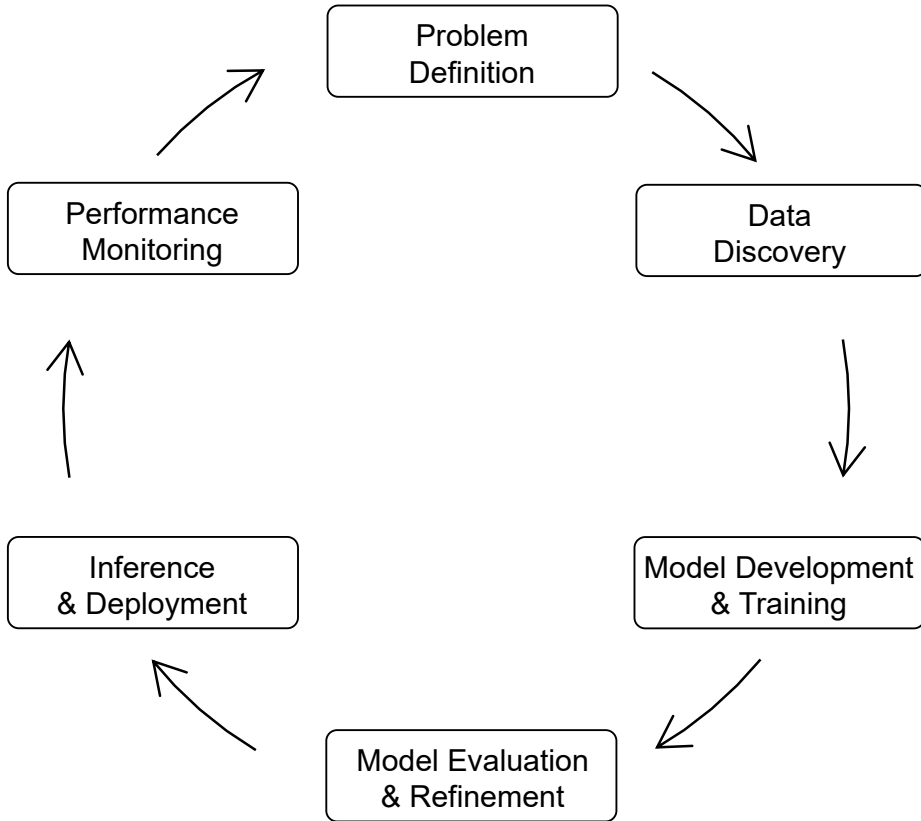 Problem
Definition
Data
Discovery
Model Development
& Training
Model Evaluation
& Refinement
Inference
& Deployment
Performance
Monitoring